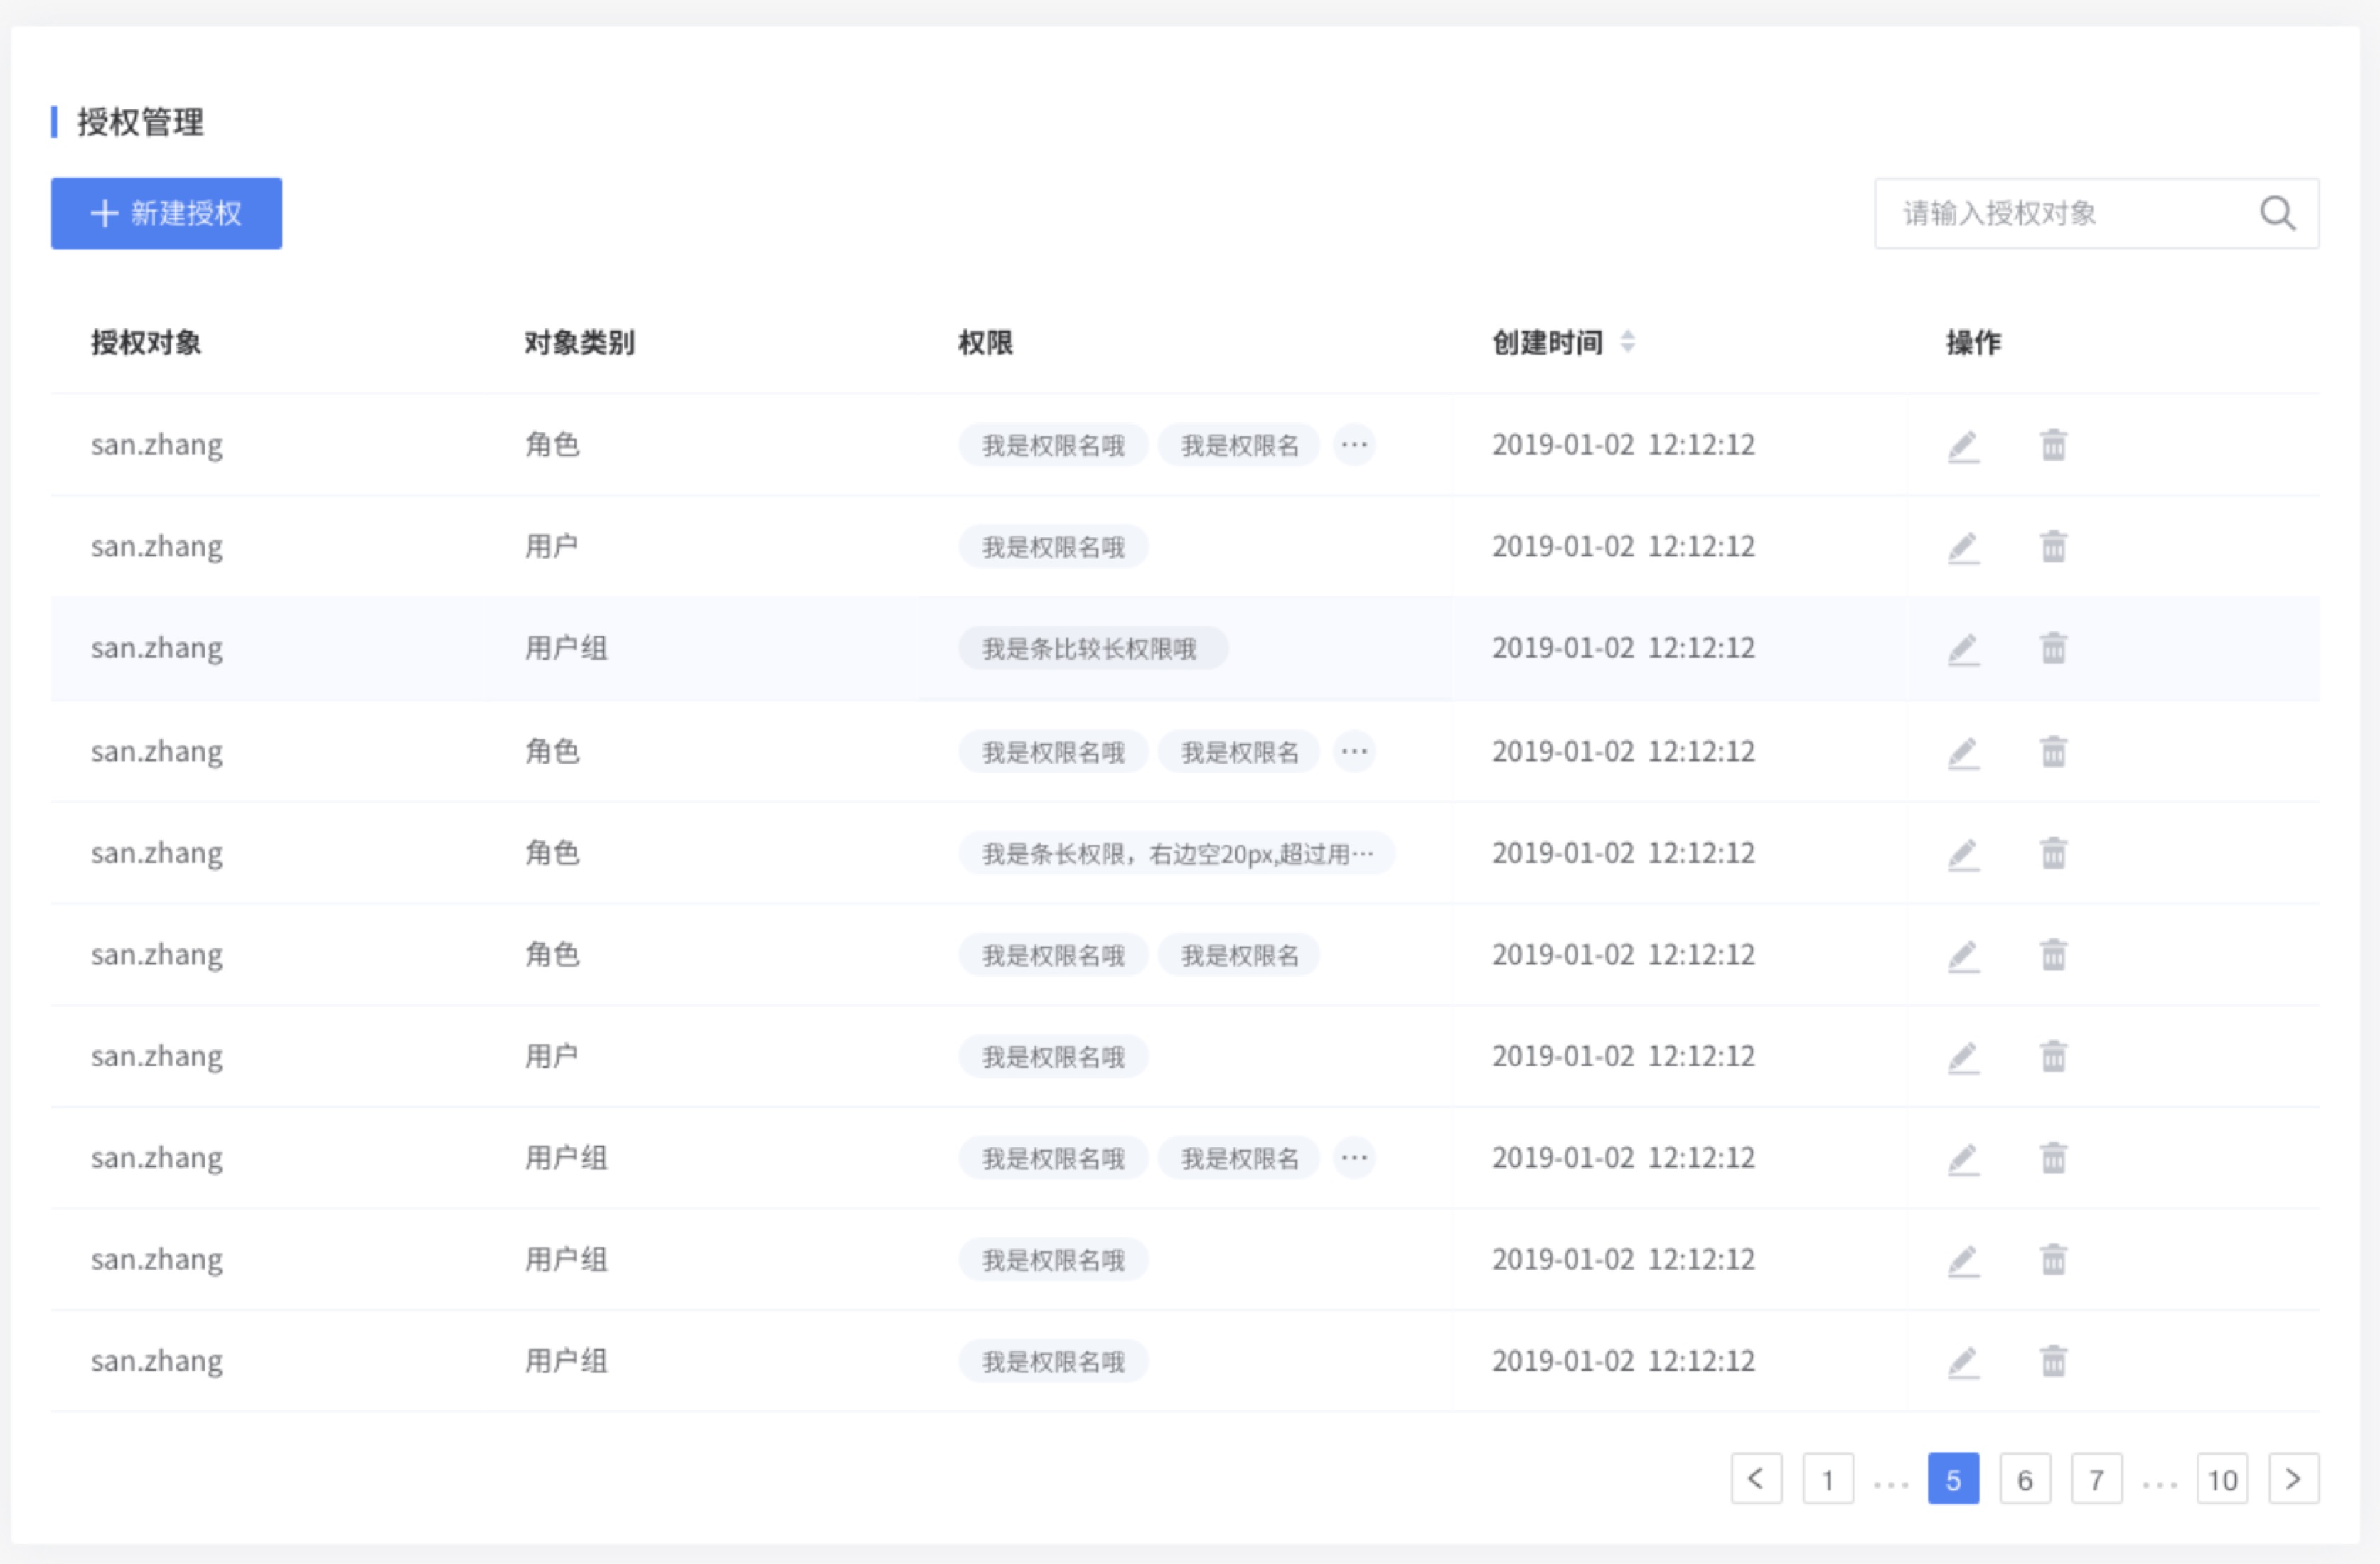 授权管理
新建授权
请输入授权对象
授权对象 对象类别 权限 创建时间 操作
san.zhang 角色 我是权限名哦 我是权限名 ··· 2019-01-02 12:12:12
san.zhang 用户 我是权限名哦 2019-01-02 12:12:12
san.zhang 用户组 我是条比较长权限哦 2019-01-02 12:12:12
san.zhang 角色 我是权限名哦 我是权限名 ··· 2019-01-02 12:12:12
san.zhang 角色 我是条长权限，右边空20px,超过用··· 2019-01-02 12:12:12
san.zhang 角色 我是权限名哦 我是权限名 2019-01-02 12:12:12
san.zhang 用户 我是权限名哦 2019-01-02 12:12:12
san.zhang 用户组 我是权限名哦 我是权限名 ··· 2019-01-02 12:12:12
san.zhang 用户组 我是权限名哦 2019-01-02 12:12:12
san.zhang 用户组 我是权限名哦 2019-01-02 12:12:12
< 1 ... 5 6 7 ... 10 >